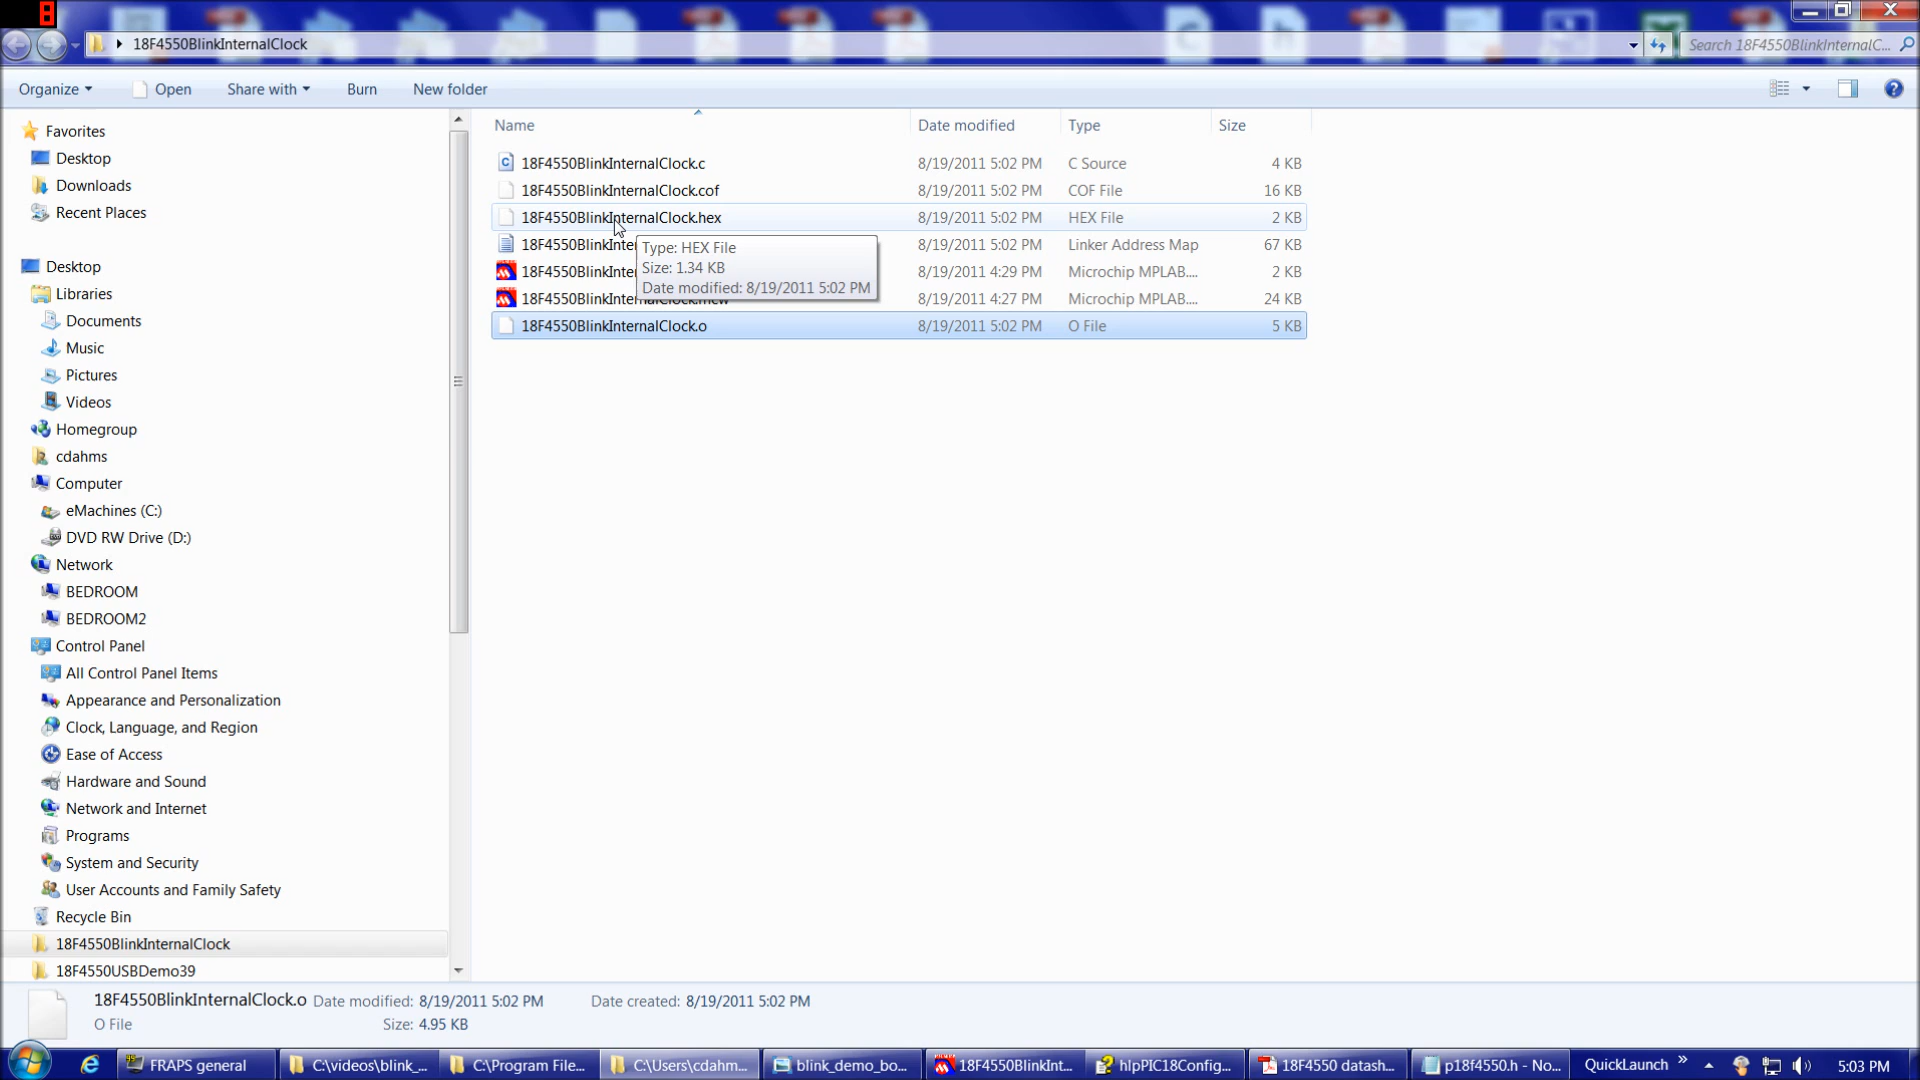 8
18F4550BlinkInternalClock
Search 18F4550BlinkInternalC...
Organize Open Share with Burn New folder
Name Date modified Type Size
Favorites
Desktop
Downloads
Recent Places
Desktop
Libraries
Documents
Music
Pictures
Videos
Homegroup
cdahms
Computer
eMachines (C:)
DVD RW Drive (D:)
Network
BEDROOM
BEDROOM2
Control Panel
All Control Panel Items
Appearance and Personalization
Clock, Language, and Region
Ease of Access
Hardware and Sound
Network and Internet
Programs
System and Security
User Accounts and Family Safety
Recycle Bin
18F4550BlinkInternalClock
18F4550USBDemo39
18F4550BlinkInternalClock.c 8/19/2011 5:02 PM C Source 4 KB
18F4550BlinkInternalClock.cof 8/19/2011 5:02 PM COF File 16 KB
18F4550BlinkInternalClock.hex 8/19/2011 5:02 PM HEX File 2 KB
18F4550BlinkInte 8/19/2011 5:02 PM Linker Address Map 67 KB
18F4550BlinkInte 8/19/2011 4:29 PM Microchip MPLAB.... 2 KB
18F4550BlinkInternalClock.mcw 8/19/2011 4:27 PM Microchip MPLAB.... 24 KB
18F4550BlinkInternalClock.o 8/19/2011 5:02 PM O File 5 KB
Type: HEX File
Size: 1.34 KB
Date modified: 8/19/2011 5:02 PM
18F4550BlinkInternalClock.o Date modified: 8/19/2011 5:02 PM Date created: 8/19/2011 5:02 PM
O File Size: 4.95 KB
FRAPS general C:\videos\blink_... C:\Program File... C:\Users\cdahm... blink_demo_bo... 18F4550BlinkInt... hlpPIC18Config... 18F4550 datash... p18f4550.h - No... QuickLaunch » 5:03 PM